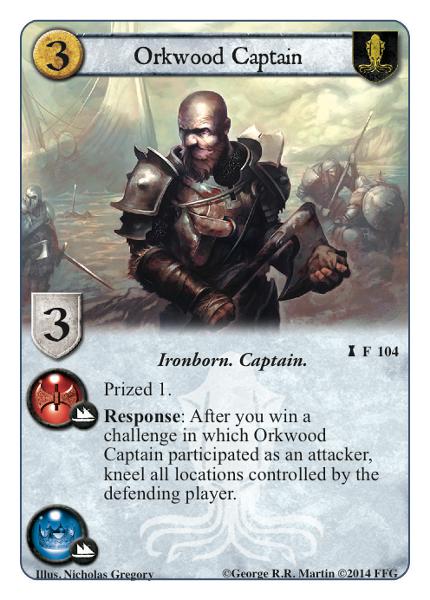 3
Orkwood Captain
3
F 104
Ironborn. Captain.
Prized 1.
Response: After you win a
challenge in which Orkwood
Captain participated as an attacker,
kneel all locations controlled by the
defending player.
Illus. Nicholas Gregory
©George R.R. Martin ©2014 FFG